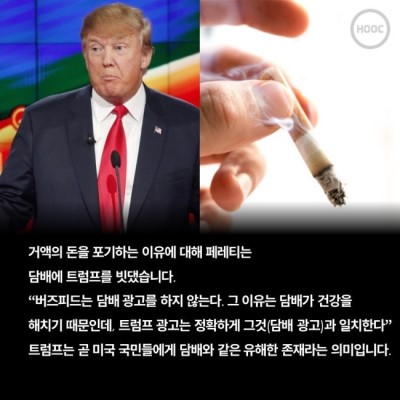 HOOC
거액의 돈을 포기하는 이유에 대해 페레티는
담배에 트럼프를 빗댔습니다.
“버즈피드는 담배 광고를 하지 않는다. 그 이유는 담배가 건강을
해치기 때문인데, 트럼프 광고는 정확하게 그것(담배 광고)과 일치한다”
트럼프는 곧 미국 국민들에게 담배와 같은 유해한 존재라는 의미입니다.